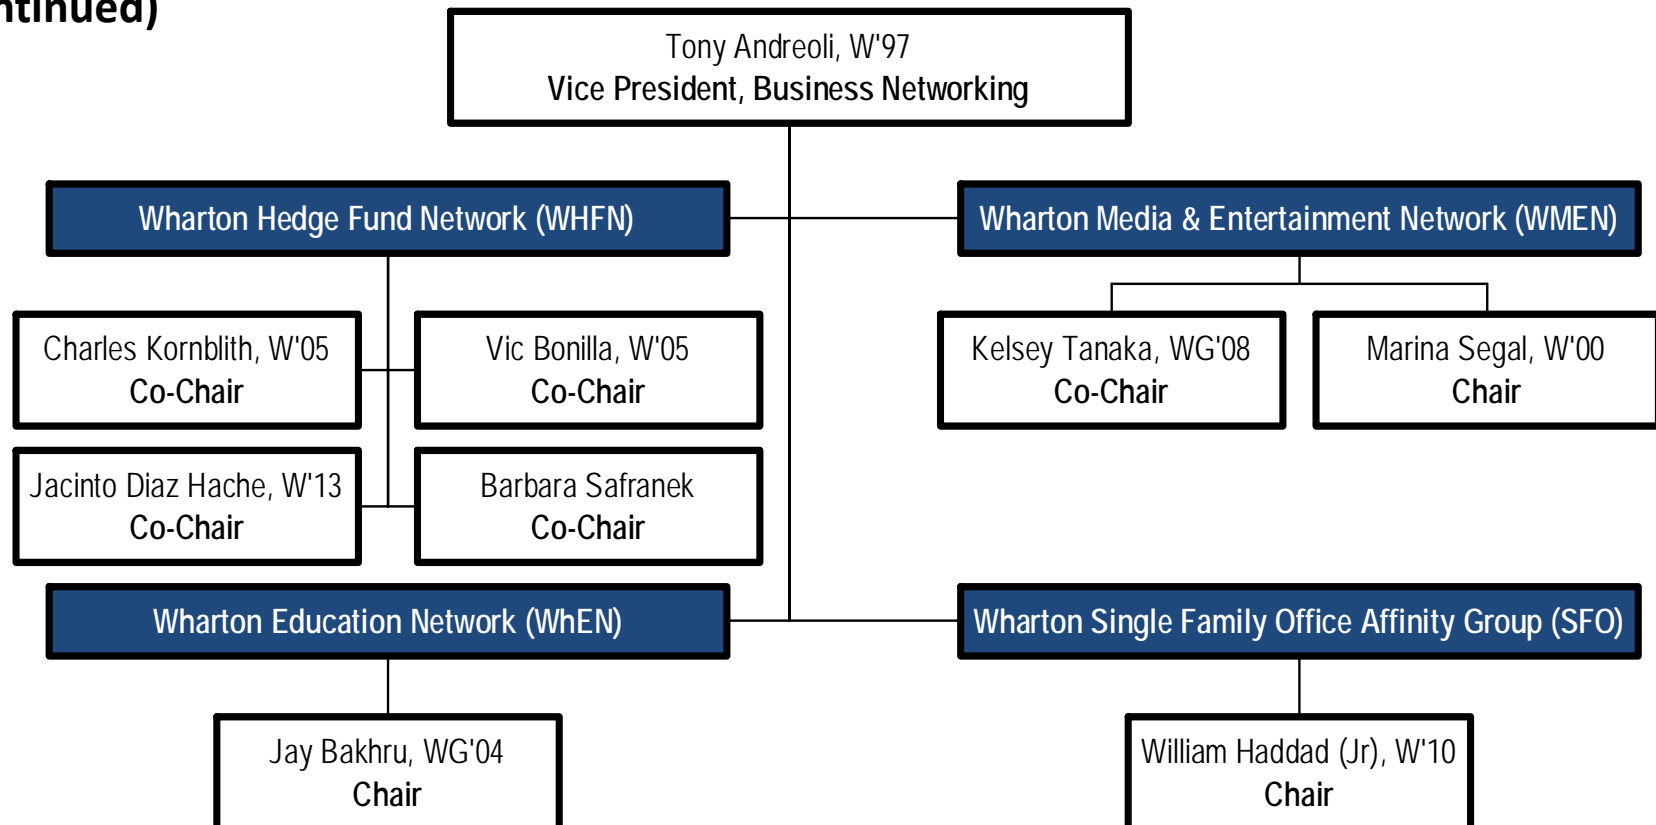 ntinued)
Tony Andreoli, W'97
Vice President, Business Networking
Wharton Hedge Fund Network (WHFN)
Wharton Media & Entertainment Network (WMEN)
Charles Kornblith, W'05
Co-Chair
Vic Bonilla, W'05
Co-Chair
Kelsey Tanaka, WG'08
Co-Chair
Marina Segal, W'00
Chair
Jacinto Diaz Hache, W'13
Co-Chair
Barbara Safranek
Co-Chair
Wharton Education Network (WhEN)
Wharton Single Family Office Affinity Group (SFO)
Jay Bakhru, WG'04
Chair
William Haddad (Jr), W'10
Chair